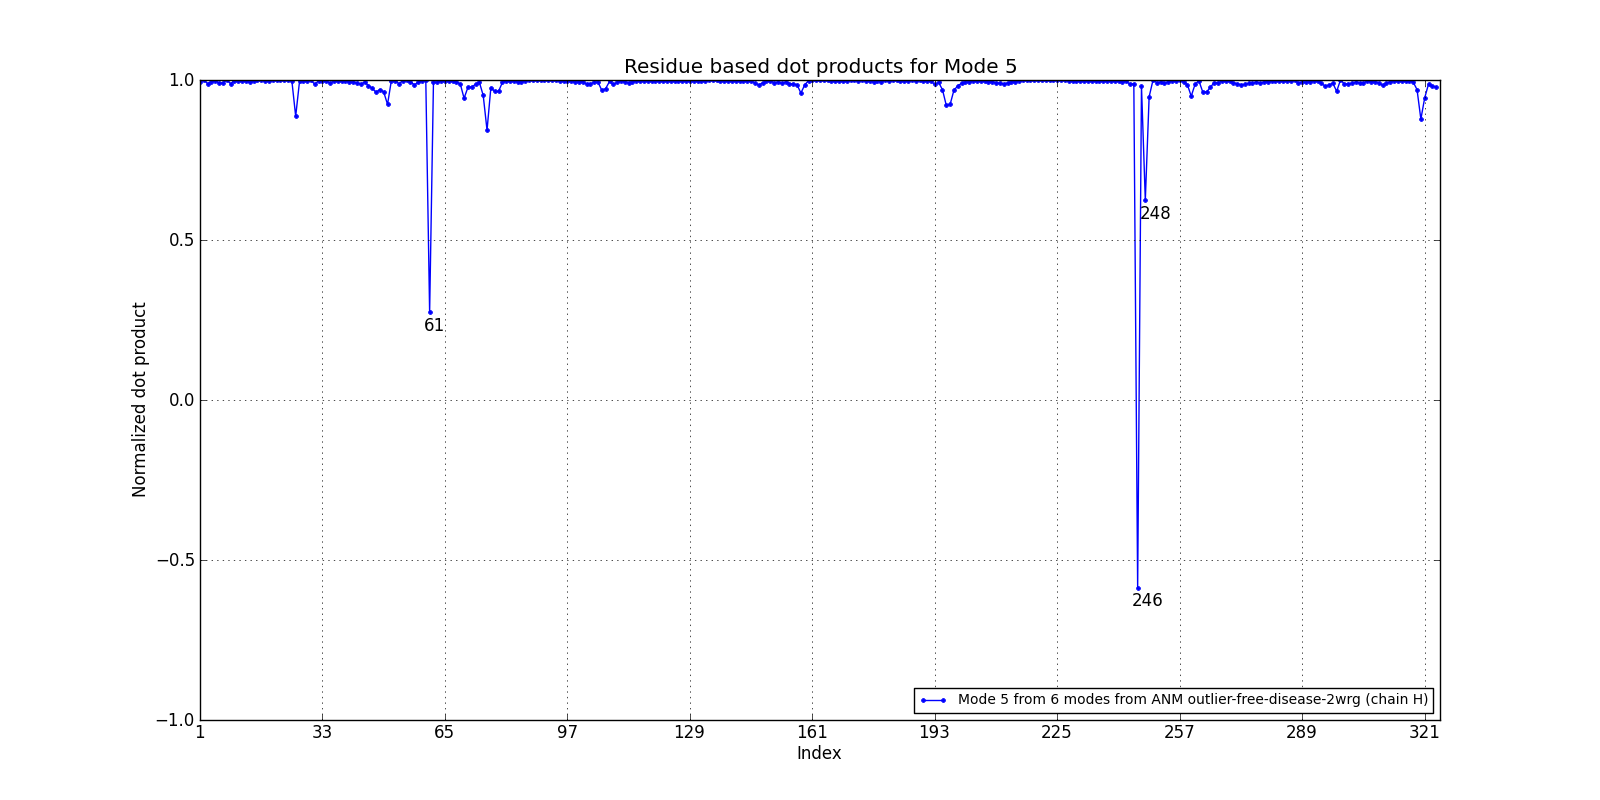 Residue based dot products for Mode 5
1.0
0.5
0.0
−0.5
−1.0
Normalized dot product
61
248
246
Mode 5 from 6 modes from ANM outlier-free-disease-2wrg (chain H)
1 33 65 97 129 161 193 225 257 289 321
Index